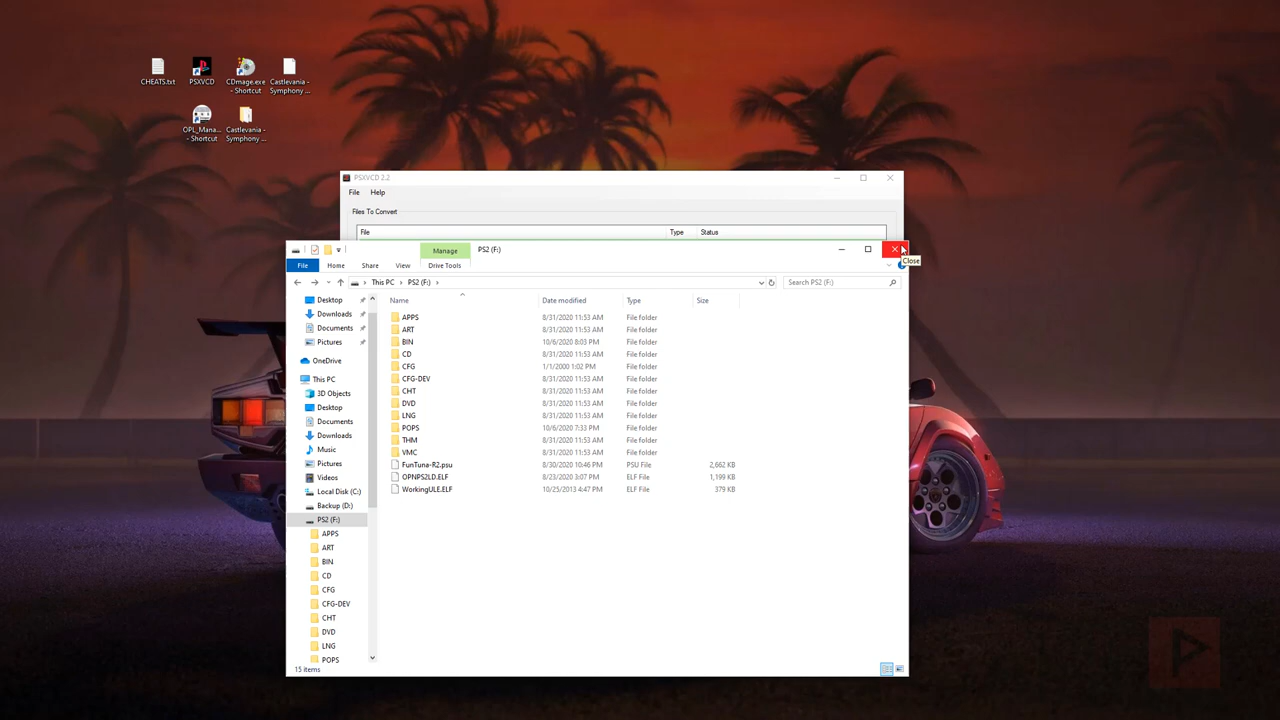 CHEATS.txt
PSXVCD
CDmage.exe
- Shortcut
Castlevania -
Symphony ...
OPL_Mana...
- Shortcut
Castlevania -
Symphony ...
PSXVCD 2.2
File Help
Files To Convert
File Type Status
Manage PS2 (F:)
Close
File Home Share View Drive Tools
This PC PS2 (F:) Search PS2 (F:)
Name Date modified Type Size
Desktop
Downloads
Documents
Pictures
OneDrive
This PC
3D Objects
Desktop
Documents
Downloads
Music
Pictures
Videos
Local Disk (C:)
Backup (D:)
PS2 (F:)
APPS
ART
BIN
CD
CFG
CFG-DEV
CHT
DVD
LNG
POPS
APPS 8/31/2020 11:53 AM File folder
ART 8/31/2020 11:53 AM File folder
BIN 10/6/2020 8:03 PM File folder
CD 8/31/2020 11:53 AM File folder
CFG 1/1/2000 1:02 PM File folder
CFG-DEV 8/31/2020 11:53 AM File folder
CHT 8/31/2020 11:53 AM File folder
DVD 8/31/2020 11:53 AM File folder
LNG 8/31/2020 11:53 AM File folder
POPS 10/6/2020 7:33 PM File folder
THM 8/31/2020 11:53 AM File folder
VMC 8/31/2020 11:53 AM File folder
FunTuna-R2.psu 8/30/2020 10:46 PM PSU File 2,662 KB
OPNPS2LD.ELF 8/23/2020 3:07 PM ELF File 1,199 KB
WorkingULE.ELF 10/25/2013 4:47 PM ELF File 379 KB
15 items